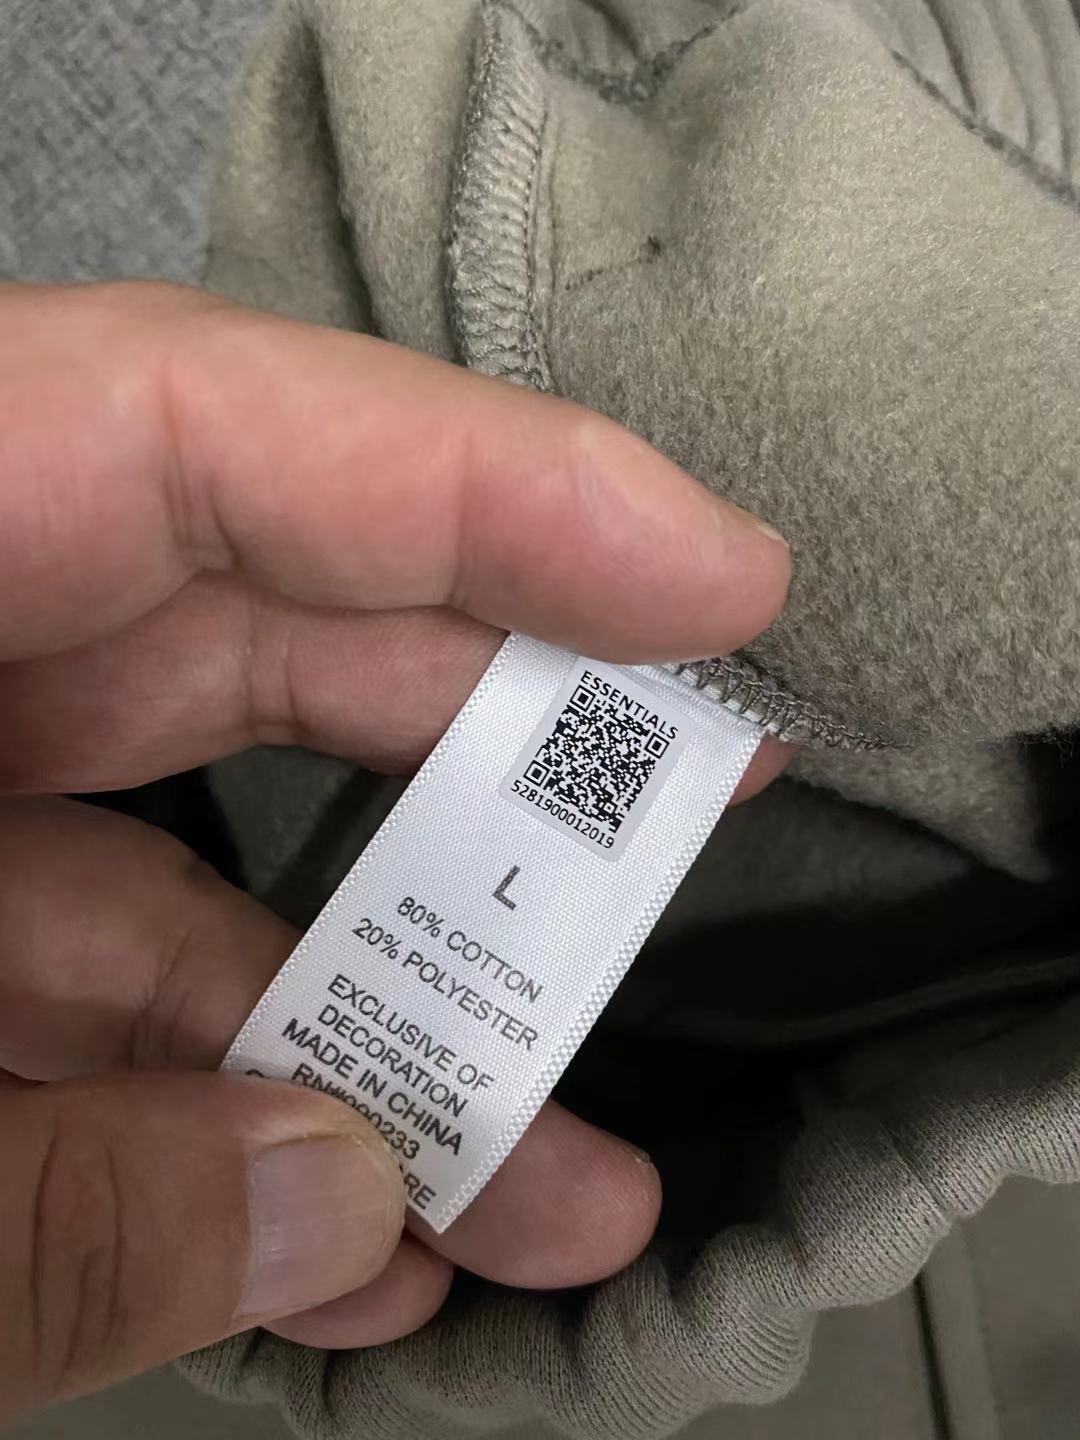 ESSENTIALS
5281900012019
L
80% COTTON
20% POLYESTER
EXCLUSIVE OF
DECORATION
MADE IN CHINA